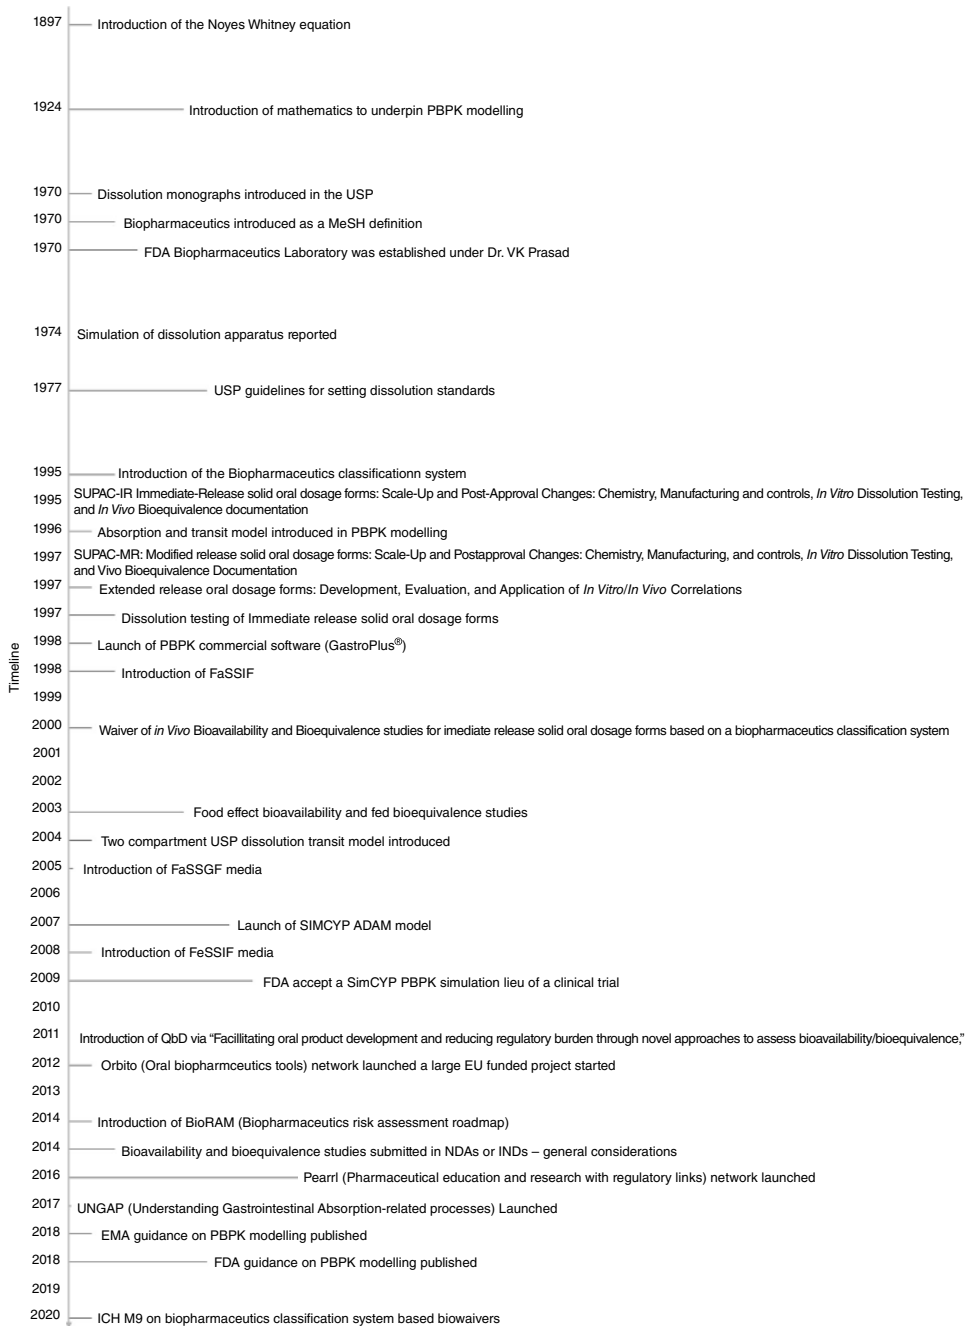 1897 Introduction of the Noyes Whitney equation
1924 Introduction of mathematics to underpin PBPK modelling
1970 Dissolution monographs introduced in the USP
1970 Biopharmaceutics introduced as a MeSH definition
1970 FDA Biopharmaceutics Laboratory was established under Dr. VK Prasad
1974 Simulation of dissolution apparatus reported
1977 USP guidelines for setting dissolution standards
1995 Introduction of the Biopharmaceutics classificationn system
1995 SUPAC-IR Immediate-Release solid oral dosage forms: Scale-Up and Post-Approval Changes: Chemistry, Manufacturing and controls, In Vitro Dissolution Testing,
and In Vivo Bioequivalence documentation
1996 Absorption and transit model introduced in PBPK modelling
1997 SUPAC-MR: Modified release solid oral dosage forms: Scale-Up and Postapproval Changes: Chemistry, Manufacturing, and controls, In Vitro Dissolution Testing,
and Vivo Bioequivalence Documentation
1997 Extended release oral dosage forms: Development, Evaluation, and Application of In Vitro/In Vivo Correlations
1997 Dissolution testing of Immediate release solid oral dosage forms
1998 Launch of PBPK commercial software (GastroPlus®)
Timeline
1998 Introduction of FaSSIF
1999
2000 Waiver of in Vivo Bioavailability and Bioequivalence studies for imediate release solid oral dosage forms based on a biopharmaceutics classification system
2001
2002
2003 Food effect bioavailability and fed bioequivalence studies
2004 Two compartment USP dissolution transit model introduced
2005 Introduction of FaSSGF media
2006
2007 Launch of SIMCYP ADAM model
2008 Introduction of FeSSIF media
2009 FDA accept a SimCYP PBPK simulation lieu of a clinical trial
2010
2011 Introduction of QbD via “Facillitating oral product development and reducing regulatory burden through novel approaches to assess bioavailability/bioequivalence,”
2012 Orbito (Oral biopharmceutics tools) network launched a large EU funded project started
2013
2014 Introduction of BioRAM (Biopharmaceutics risk assessment roadmap)
2014 Bioavailability and bioequivalence studies submitted in NDAs or INDs – general considerations
2016 Pearrl (Pharmaceutical education and research with regulatory links) network launched
2017 UNGAP (Understanding Gastrointestinal Absorption-related processes) Launched
2018 EMA guidance on PBPK modelling published
2018 FDA guidance on PBPK modelling published
2019
2020 ICH M9 on biopharmaceutics classification system based biowaivers